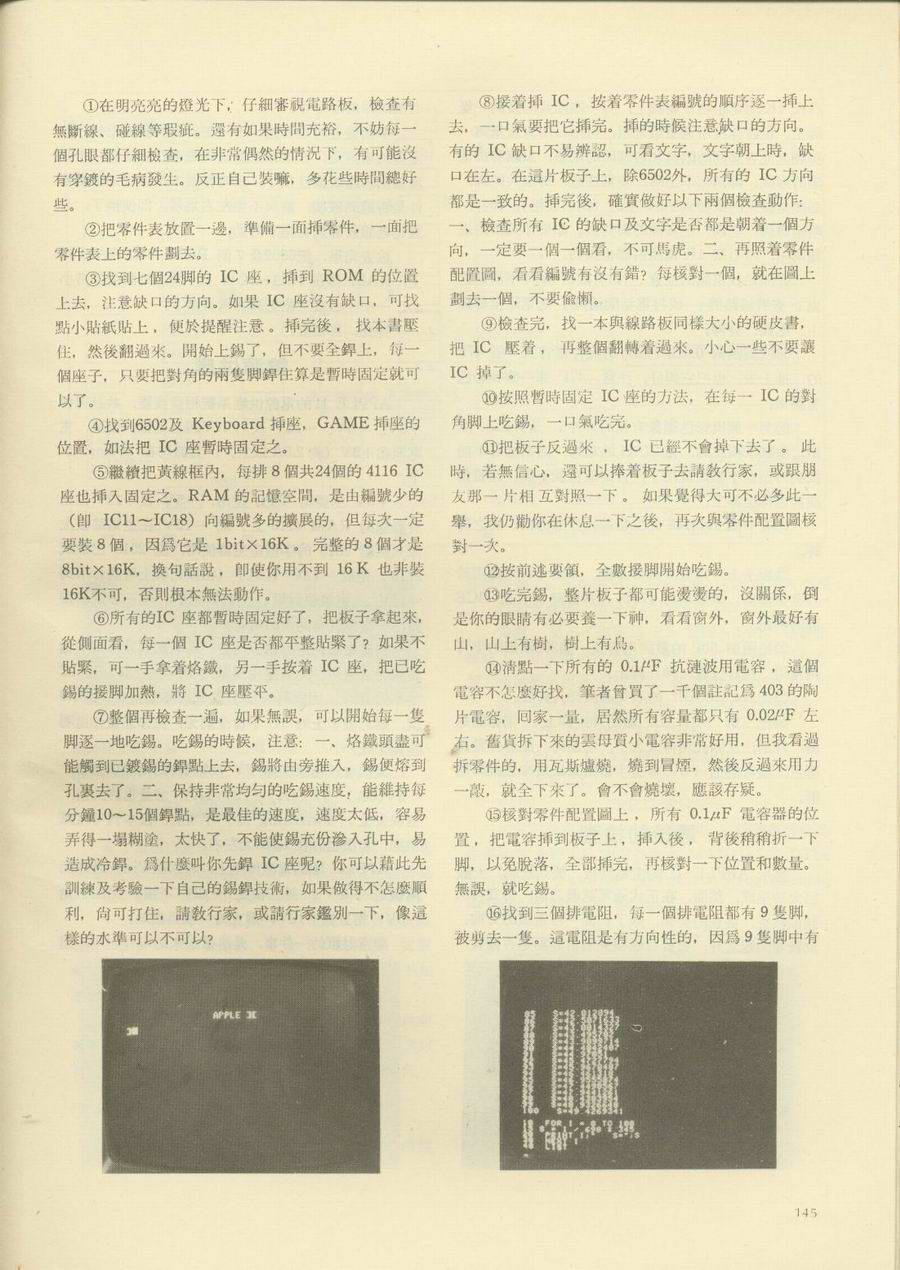 ①在明亮亮的燈光下,仔細審視電路板,檢查有
無斷線、碰線等瑕疵。還有如果時間充裕,不妨每一
個孔眼都仔細檢查,在非常偶然的情況下,有可能沒
有穿鍍的毛病發生。反正自己裝嘛,多花些時間總好
些。
②把零件表放置一邊,準備一面挿零件,一面把
零件表上的零件劃去。
③找到七個24脚的 IC 座,挿到 ROM 的位置
上去,注意缺口的方向。如果 IC 座沒有缺口,可找
點小貼紙貼上,便於提醒注意。挿完後,找本書壓
住,然後翻過來。開始上錫了,但不要全銲上,每一
個座子,只要把對角的兩隻脚銲住算是暫時固定就可
以了。
④找到6502及 Keyboard 挿座,GAME 挿座的
位置,如法把 IC 座暫時固定之。
⑤繼續把黃線框內,每排 8 個共24個的 4116 IC
座也挿入固定之。RAM 的記憶空間,是由編號少的
(卽 IC11~IC18)向編號多的擴展的,但每次一定
要裝 8 個,因爲它是 1bit×16K。完整的 8 個才是
8bit×16K,換句話說,卽使你用不到 16 K 也非裝
16K不可,否則根本無法動作。
⑥所有的IC 座都暫時固定好了,把板子拿起來,
從側面看,每一個 IC 座是否都平整貼緊了?如果不
貼緊,可一手拿着烙鐵,另一手按着 IC 座,把已吃
錫的接脚加熱,將 IC 座壓平。
⑦整個再檢查一遍,如果無誤,可以開始每一隻
脚逐一地吃錫。吃錫的時候,注意:一、烙鐵頭盡可
能觸到已鍍錫的銲點上去,錫將由旁推入,錫便熔到
孔裏去了。二、保持非常均勻的吃錫速度,能維持每
分鐘10~15個銲點,是最佳的速度,速度太低,容易
弄得一塌糊塗,太快了,不能使錫充份滲入孔中,易
造成冷銲。爲什麼叫你先銲 IC 座呢?你可以藉此先
訓練及考驗一下自己的錫銲技術,如果做得不怎麼順
利,尙可打住,請敎行家,或請行家鑑別一下,像這
樣的水準可以不可以?
⑧接着挿 IC,按着零件表編號的順序逐一挿上
去,一口氣要把它挿完。挿的時候注意缺口的方向。
有的 IC 缺口不易辨認,可看文字,文字朝上時,缺
口在左。在這片板子上,除6502外,所有的 IC 方向
都是一致的。挿完後,確實做好以下兩個檢查動作:
一、檢查所有 IC 的缺口及文字是否都是朝着一個方
向,一定要一個一個看,不可馬虎。二、再照着零件
配置圖,看看編號有沒有錯?每核對一個,就在圖上
劃去一個,不要偸懶。
⑨檢查完,找一本與線路板同樣大小的硬皮書,
把 IC 壓着,再整個翻轉着過來。小心一些不要讓
IC 掉了。
⑩按照暫時固定 IC 座的方法,在每一 IC 的對
角脚上吃錫,一口氣吃完。
⑪把板子反過來,IC 已經不會掉下去了。此
時,若無信心,還可以捧着板子去請敎行家,或跟朋
友那一片相互對照一下。如果覺得大可不必多此一
舉,我仍勸你在休息一下之後,再次與零件配置圖核
對一次。
⑫按前述要領,全數接脚開始吃錫。
⑬吃完錫,整片板子都可能燙燙的,沒關係,倒
是你的眼睛有必要養一下神,看看窗外,窗外最好有
山,山上有樹,樹上有鳥。
⑭淸點一下所有的 0.1μF 抗漣波用電容,這個
電容不怎麼好找,筆者曾買了一千個註記爲 403 的陶
片電容,回家一量,居然所有容量都只有 0.02μF 左
右。舊貨拆下來的雲母質小電容非常好用,但我看過
拆零件的,用瓦斯爐燒,燒到冒煙,然後反過來用力
一敲,就全下來了。會不會燒壞,應該存疑。
⑮核對零件配置圖上,所有 0.1μF 電容器的位
置,把電容挿到板子上,挿入後,背後稍稍折一下
脚,以免脫落,全部挿完,再核對一下位置和數量。
無誤,就吃錫。
⑯找到三個排電阻,每一個排電阻都有 9 隻脚,
被剪去一隻。這電阻是有方向性的,因爲 9 隻脚中有
APPLE ][
100 S=49.4269341
LIST
145